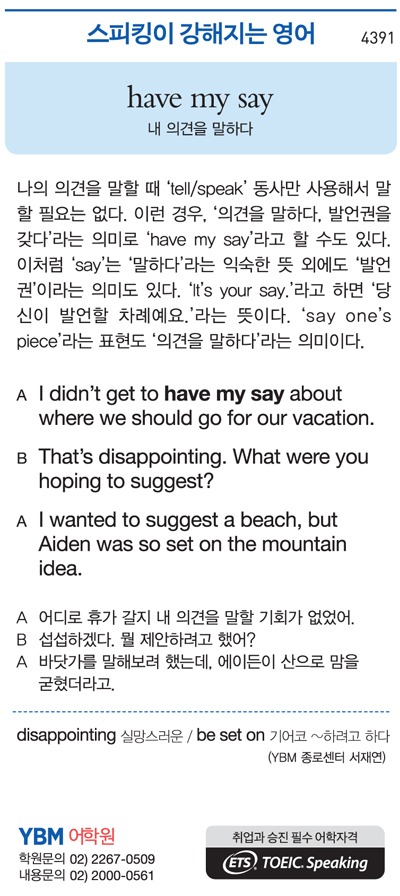 스피킹이 강해지는 영어 4391
have my say
내 의견을 말하다
나의 의견을 말할 때 ‘tell/speak’ 동사만 사용해서 말
할 필요는 없다. 이런 경우, ‘의견을 말하다, 발언권을
갖다’라는 의미로 ‘have my say’라고 할 수도 있다.
이처럼 ‘say’는 ‘말하다’라는 익숙한 뜻 외에도 ‘발언
권’이라는 의미도 있다. ‘It’s your say.’라고 하면 ‘당
신이 발언할 차례예요.’라는 뜻이다. ‘say one’s
piece’라는 표현도 ‘의견을 말하다’라는 의미이다.
A I didn’t get to have my say about
where we should go for our vacation.
B That’s disappointing. What were you
hoping to suggest?
A I wanted to suggest a beach, but
Aiden was so set on the mountain
idea.
A 어디로 휴가 갈지 내 의견을 말할 기회가 없었어.
B 섭섭하겠다. 뭘 제안하려고 했어?
A 바닷가를 말해보려 했는데, 에이든이 산으로 맘을
굳혔더라고.
disappointing 실망스러운 / be set on 기어코 ~하려고 하다
(YBM 종로센터 서재연)
YBM 어학원
학원문의 02) 2267-0509
내용문의 02) 2000-0561
취업과 승진 필수 어학자격
ETS TOEIC Speaking